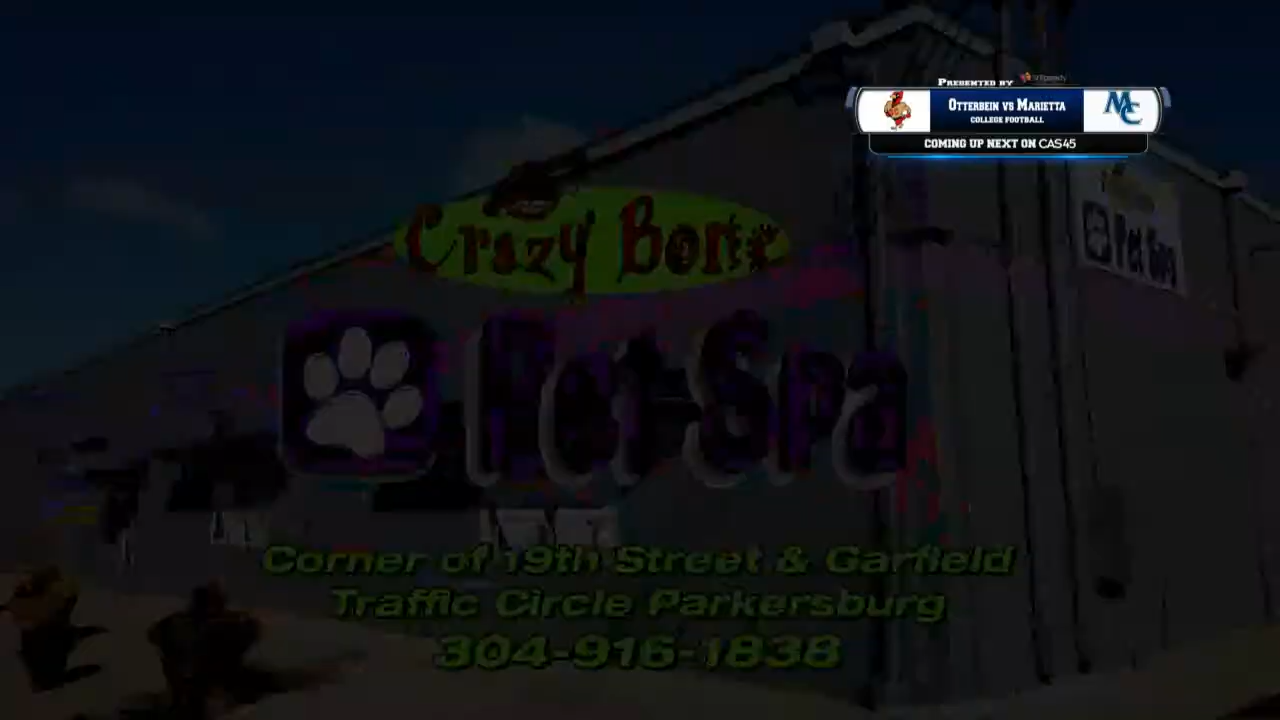 PRESENTED BY
OTTERBEIN VS MARIETTA
COLLEGE FOOTBALL
MC
COMING UP NEXT ON CAS45
Crazy Bone
Pet Spa
Pet Spa
Corner of 19th Street & Garfield
Traffic Circle Parkersburg
304-916-1838